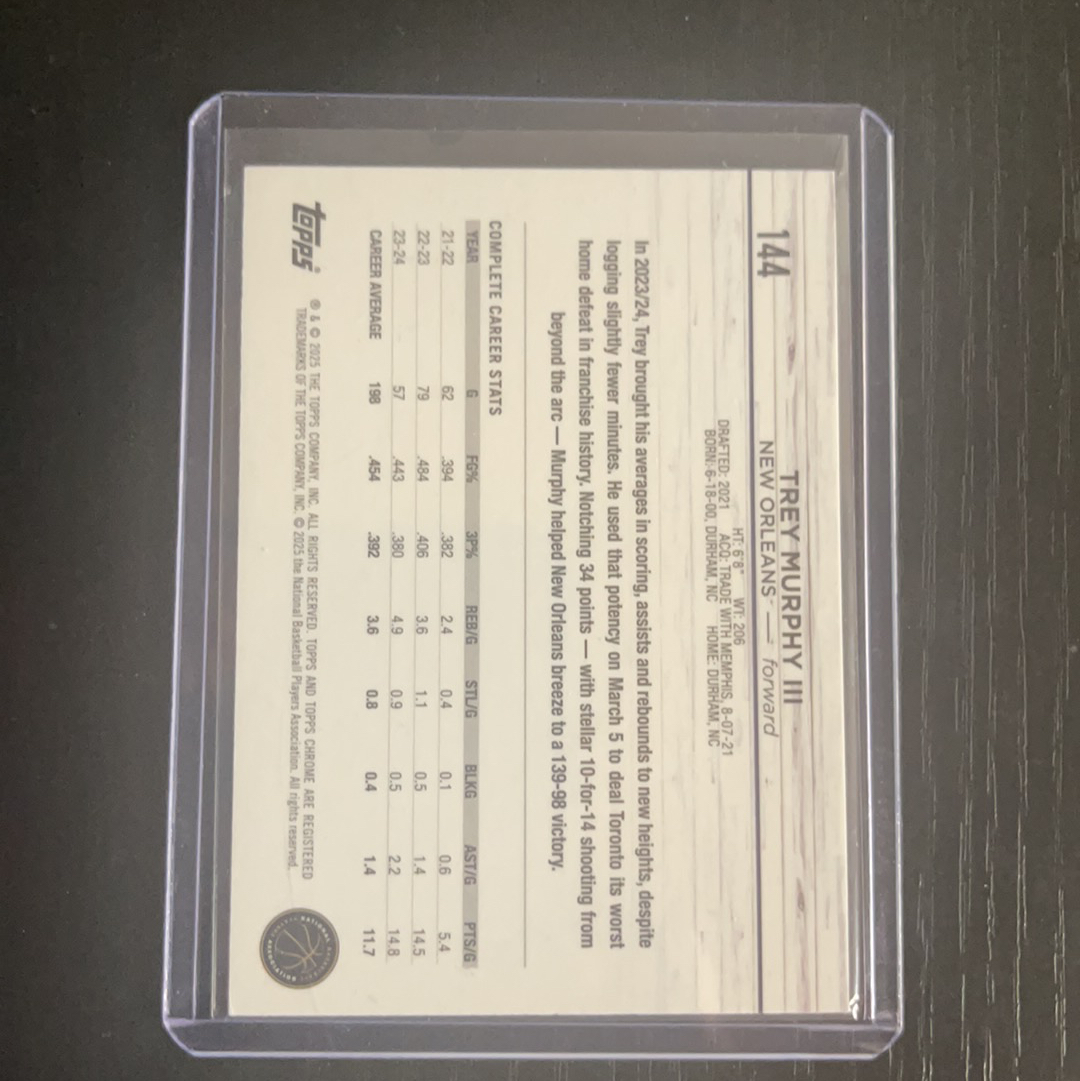 144
TREY MURPHY III
NEW ORLEANS — forward
HT: 6'8" WT: 206
DRAFTED: 2021 ACQ: TRADE WITH MEMPHIS, 8-07-21
BORN: 6-18-00, DURHAM, NC HOME: DURHAM, NC
In 2023/24, Trey brought his averages in scoring, assists and rebounds to new heights, despite
logging slightly fewer minutes. He used that potency on March 5 to deal Toronto its worst
home defeat in franchise history. Notching 34 points — with stellar 10-for-14 shooting from
beyond the arc — Murphy helped New Orleans breeze to a 139-98 victory.
COMPLETE CAREER STATS
YEAR G FG% 3P% REB/G STL/G BLKG AST/G PTS/G
21-22 62 .394 .382 2.4 0.4 0.1 0.6 5.4
22-23 79 .484 .406 3.6 1.1 0.5 1.4 14.5
23-24 57 .443 .380 4.9 0.9 0.5 2.2 14.8
CAREER AVERAGE 198 .454 .392 3.6 0.8 0.4 1.4 11.7
topps®
® & © 2025 THE TOPPS COMPANY, INC. ALL RIGHTS RESERVED. TOPPS AND TOPPS CHROME ARE REGISTERED
TRADEMARKS OF THE TOPPS COMPANY, INC. © 2025 the National Basketball Players Association. All rights reserved.